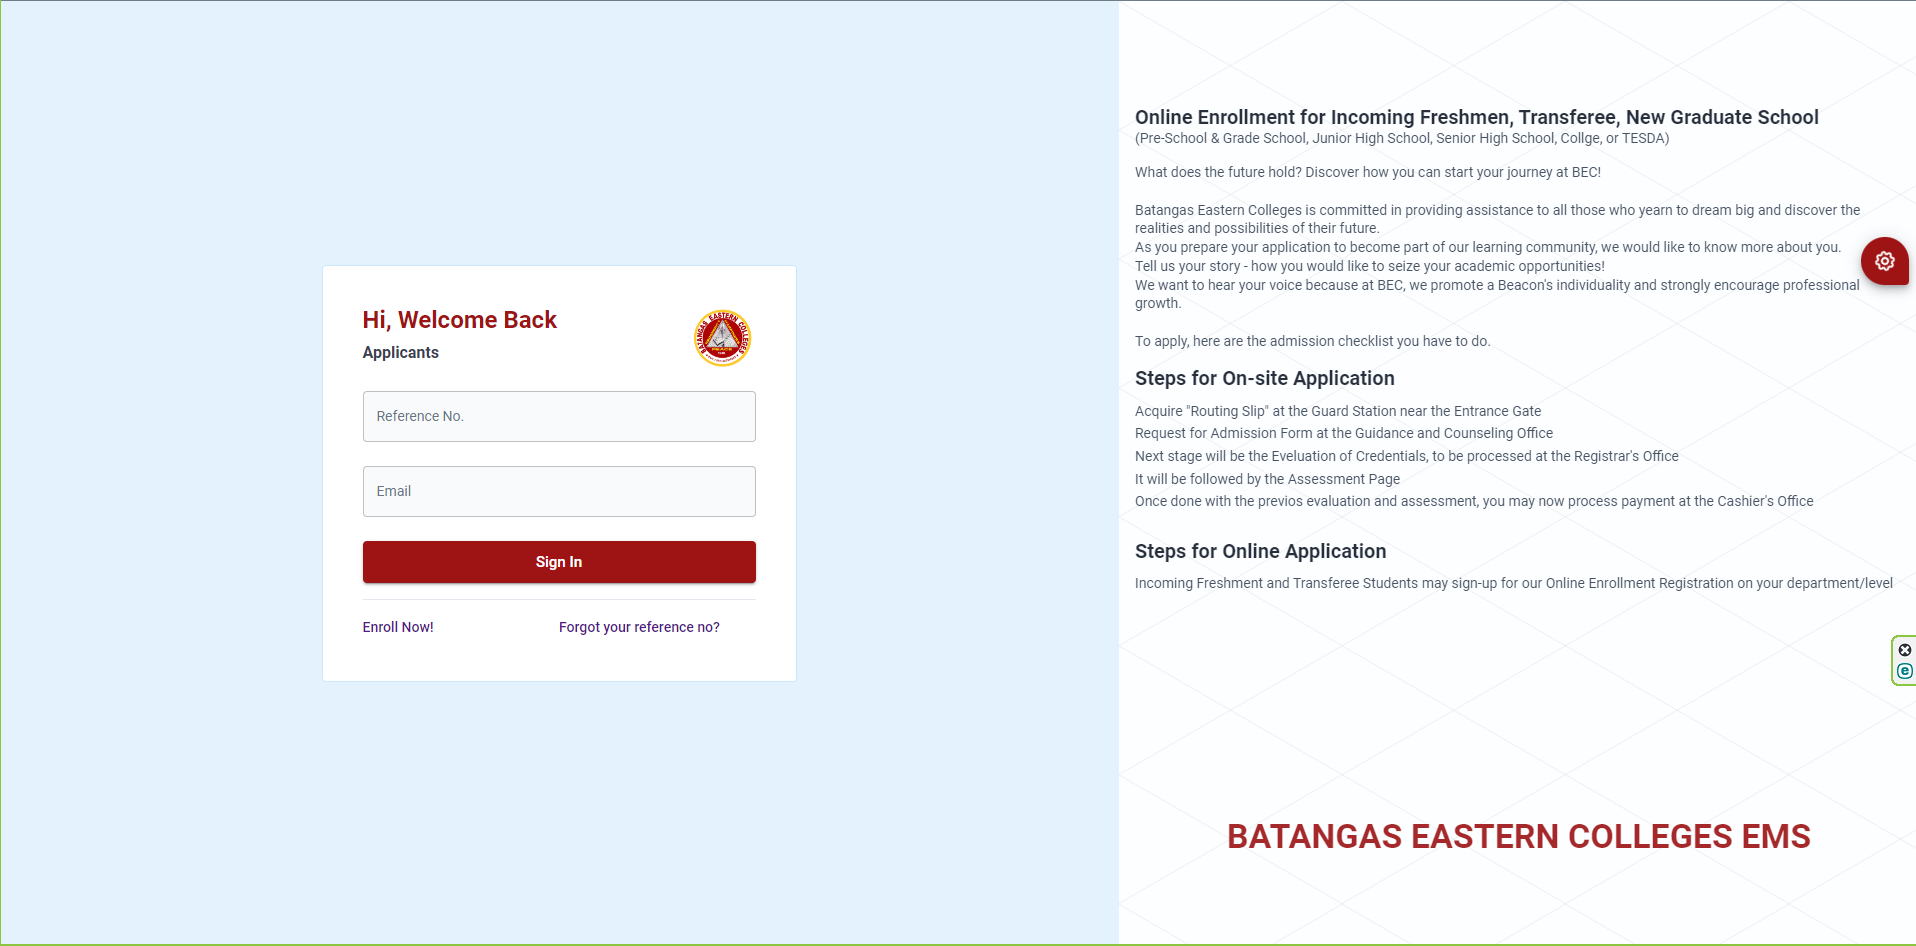 Hi, Welcome Back
Applicants
BATANGAS EASTERN COLLEGES
Reference No.
Email
Sign In
Enroll Now!
Forgot your reference no?
Online Enrollment for Incoming Freshmen, Transferee, New Graduate School
(Pre-School & Grade School, Junior High School, Senior High School, Collge, or TESDA)
What does the future hold? Discover how you can start your journey at BEC!
Batangas Eastern Colleges is committed in providing assistance to all those who yearn to dream big and discover the
realities and possibilities of their future.
As you prepare your application to become part of our learning community, we would like to know more about you.
Tell us your story - how you would like to seize your academic opportunities!
We want to hear your voice because at BEC, we promote a Beacon's individuality and strongly encourage professional
growth.
To apply, here are the admission checklist you have to do.
Steps for On-site Application
Acquire "Routing Slip" at the Guard Station near the Entrance Gate
Request for Admission Form at the Guidance and Counseling Office
Next stage will be the Eveluation of Credentials, to be processed at the Registrar's Office
It will be followed by the Assessment Page
Once done with the previos evaluation and assessment, you may now process payment at the Cashier's Office
Steps for Online Application
Incoming Freshment and Transferee Students may sign-up for our Online Enrollment Registration on your department/level
BATANGAS EASTERN COLLEGES EMS